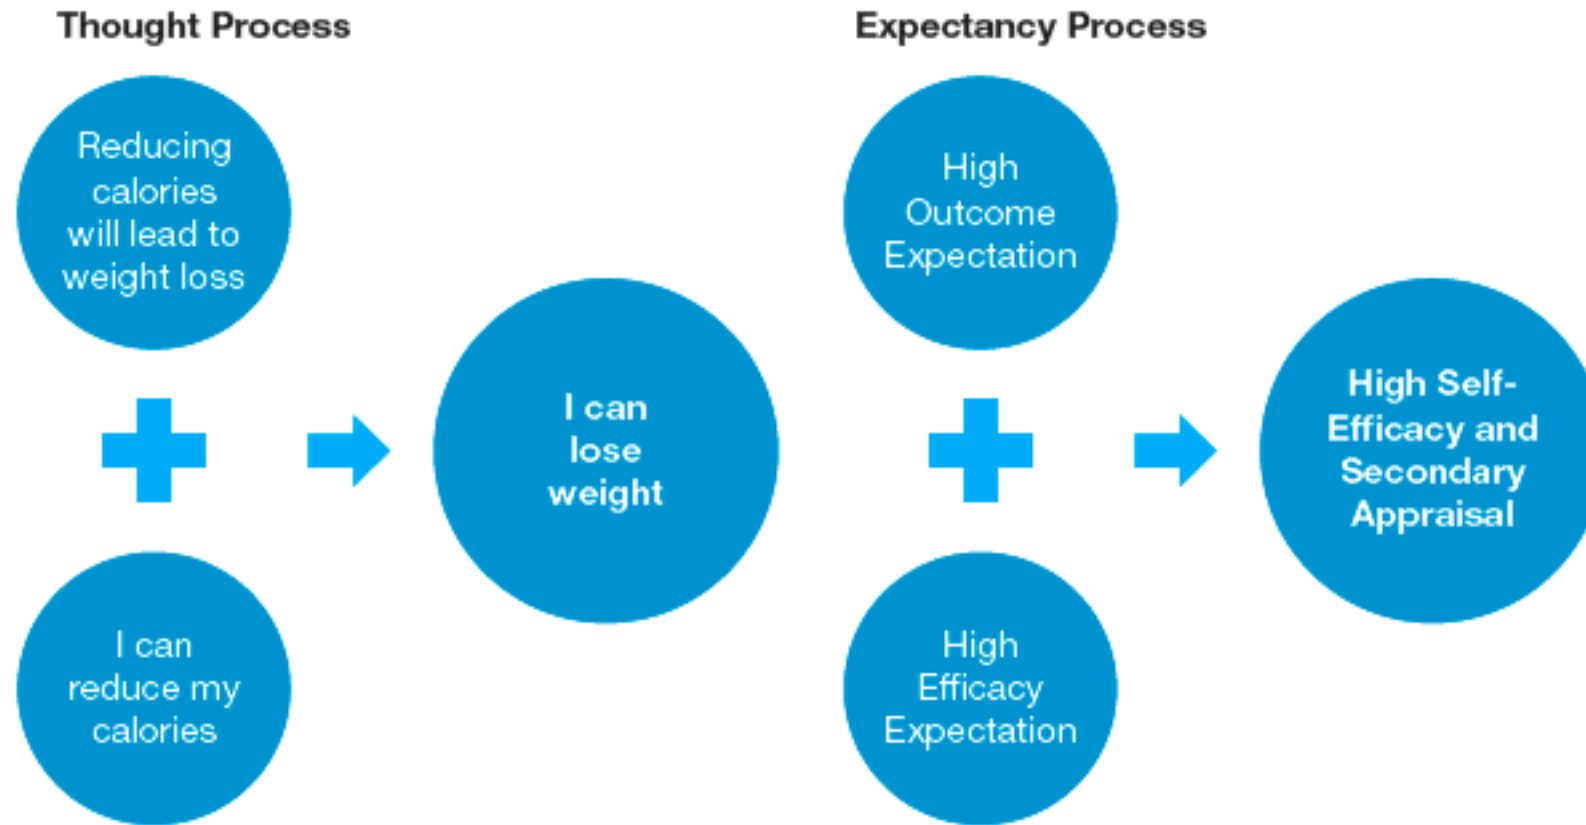 Thought Process
Reducing
calories
will lead to
weight loss
I can
reduce my
calories
I can
lose
weight
Expectancy Process
High
Outcome
Expectation
High
Efficacy
Expectation
High Self-
Efficacy and
Secondary
Appraisal